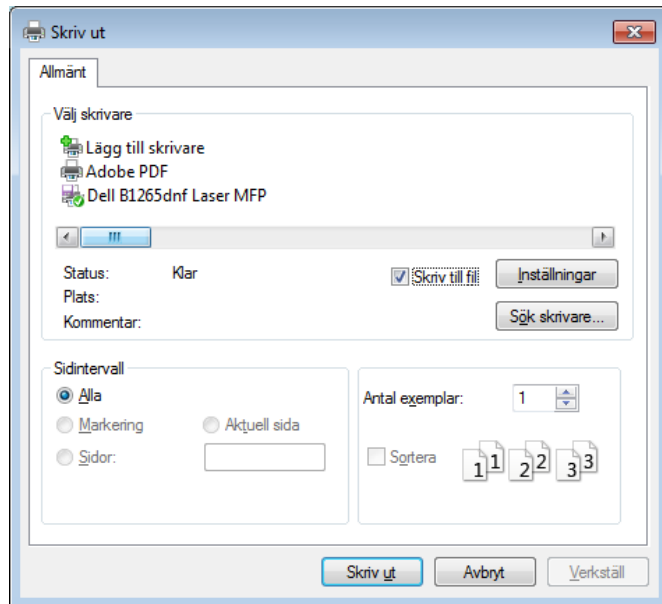 Skriv ut
Allmänt
Välj skrivare
Lägg till skrivare
Adobe PDF
Dell B1265dnf Laser MFP
Status: Klar
Skriv till fil
Inställningar
Plats:
Kommentar:
Sök skrivare...
Sidintervall
Alla
Markering
Aktuell sida
Sidor:
Antal exemplar: 1
Sortera
1 1 2 2 3 3
Skriv ut
Avbryt
Verkställ